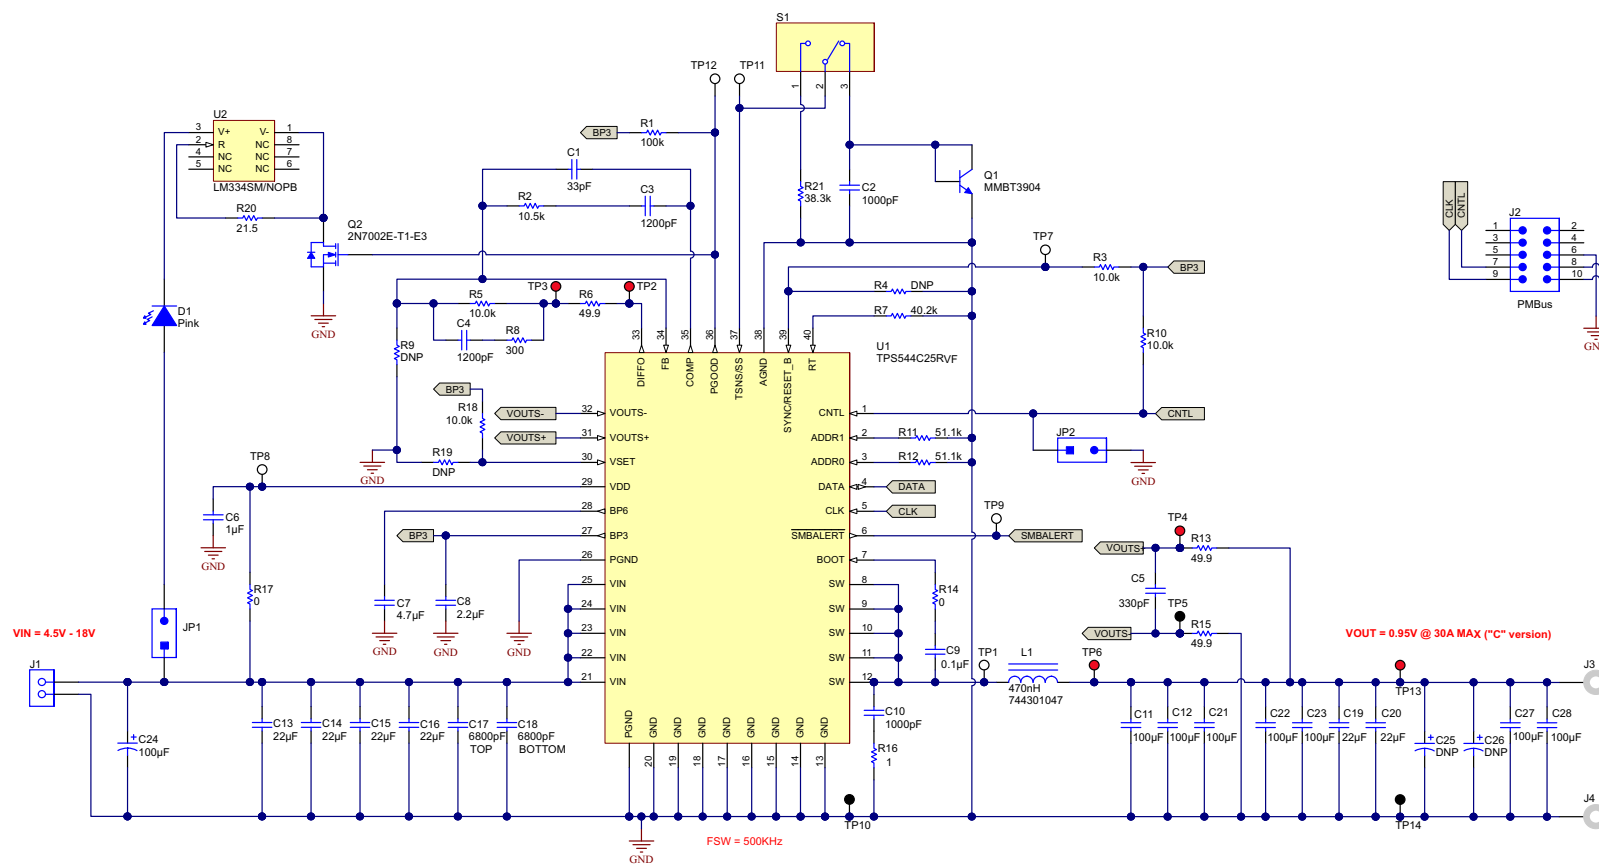 S1
TP12
TP11
1
2
3
U2
3
V+
V-
1
2
R
NC
8
4
NC
NC
7
5
NC
NC
6
LM334SM/NOPB
BP3
R1
100k
C1
33pF
R2
10.5k
C3
1200pF
R21
38.3k
C2
1000pF
Q1
MMBT3904
R20
21.5
Q2
2N7002E-T1-E3
GND
CLK
CNTL
J2
1
2
3
4
5
6
7
8
9
10
PMBus
GND
TP7
R3
10.0k
BP3
R4
DNP
R7
40.2k
R10
10.0k
D1
Pink
TP3
TP2
R5
10.0k
R6
49.9
C4
1200pF
R8
300
R9
DNP
33
34
35
36
37
38
39
40
U1
TPS544C25RVF
DIFFO
FB
COMP
PGOOD
TSNS/SS
AGND
SYNC/RESET_B
RT
BP3
R18
10.0k
VOUTS-
32
VOUTS-
VOUTS+
31
VOUTS+
R19
DNP
30
VSET
GND
TP8
29
VDD
28
BP6
BP3
27
BP3
26
PGND
25
VIN
24
VIN
23
VIN
22
VIN
21
VIN
CNTL
1
CNTL
ADDR1
2
R11
51.1k
ADDR0
3
R12
51.1k
DATA
4
DATA
CLK
5
CLK
SMBALERT
6
TP9
SMBALERT
BOOT
7
SW
8
SW
9
SW
10
SW
11
SW
12
JP2
GND
C6
1µF
GND
R17
0
C7
4.7µF
GND
C8
2.2µF
GND
GND
R14
0
C9
0.1µF
TP1
L1
470nH
744301047
TP6
TP4
VOUTS
R13
49.9
C5
330pF
TP5
VOUTS-
R15
49.9
JP1
VIN = 4.5V - 18V
J1
VOUT = 0.95V @ 30A MAX ("C" version)
J3
TP13
C24
100µF
C13
22µF
C14
22µF
C15
22µF
C16
22µF
C17
6800pF
TOP
C18
6800pF
BOTTOM
PGND
GND
GND
GND
GND
GND
GND
GND
GND
20
19
18
17
16
15
14
13
C10
1000pF
R16
1
C11
100µF
C12
100µF
C21
100µF
C22
100µF
C23
100µF
C19
22µF
C20
22µF
C25
DNP
C26
DNP
C27
100µF
C28
100µF
TP10
TP14
J4
FSW = 500KHz
GND